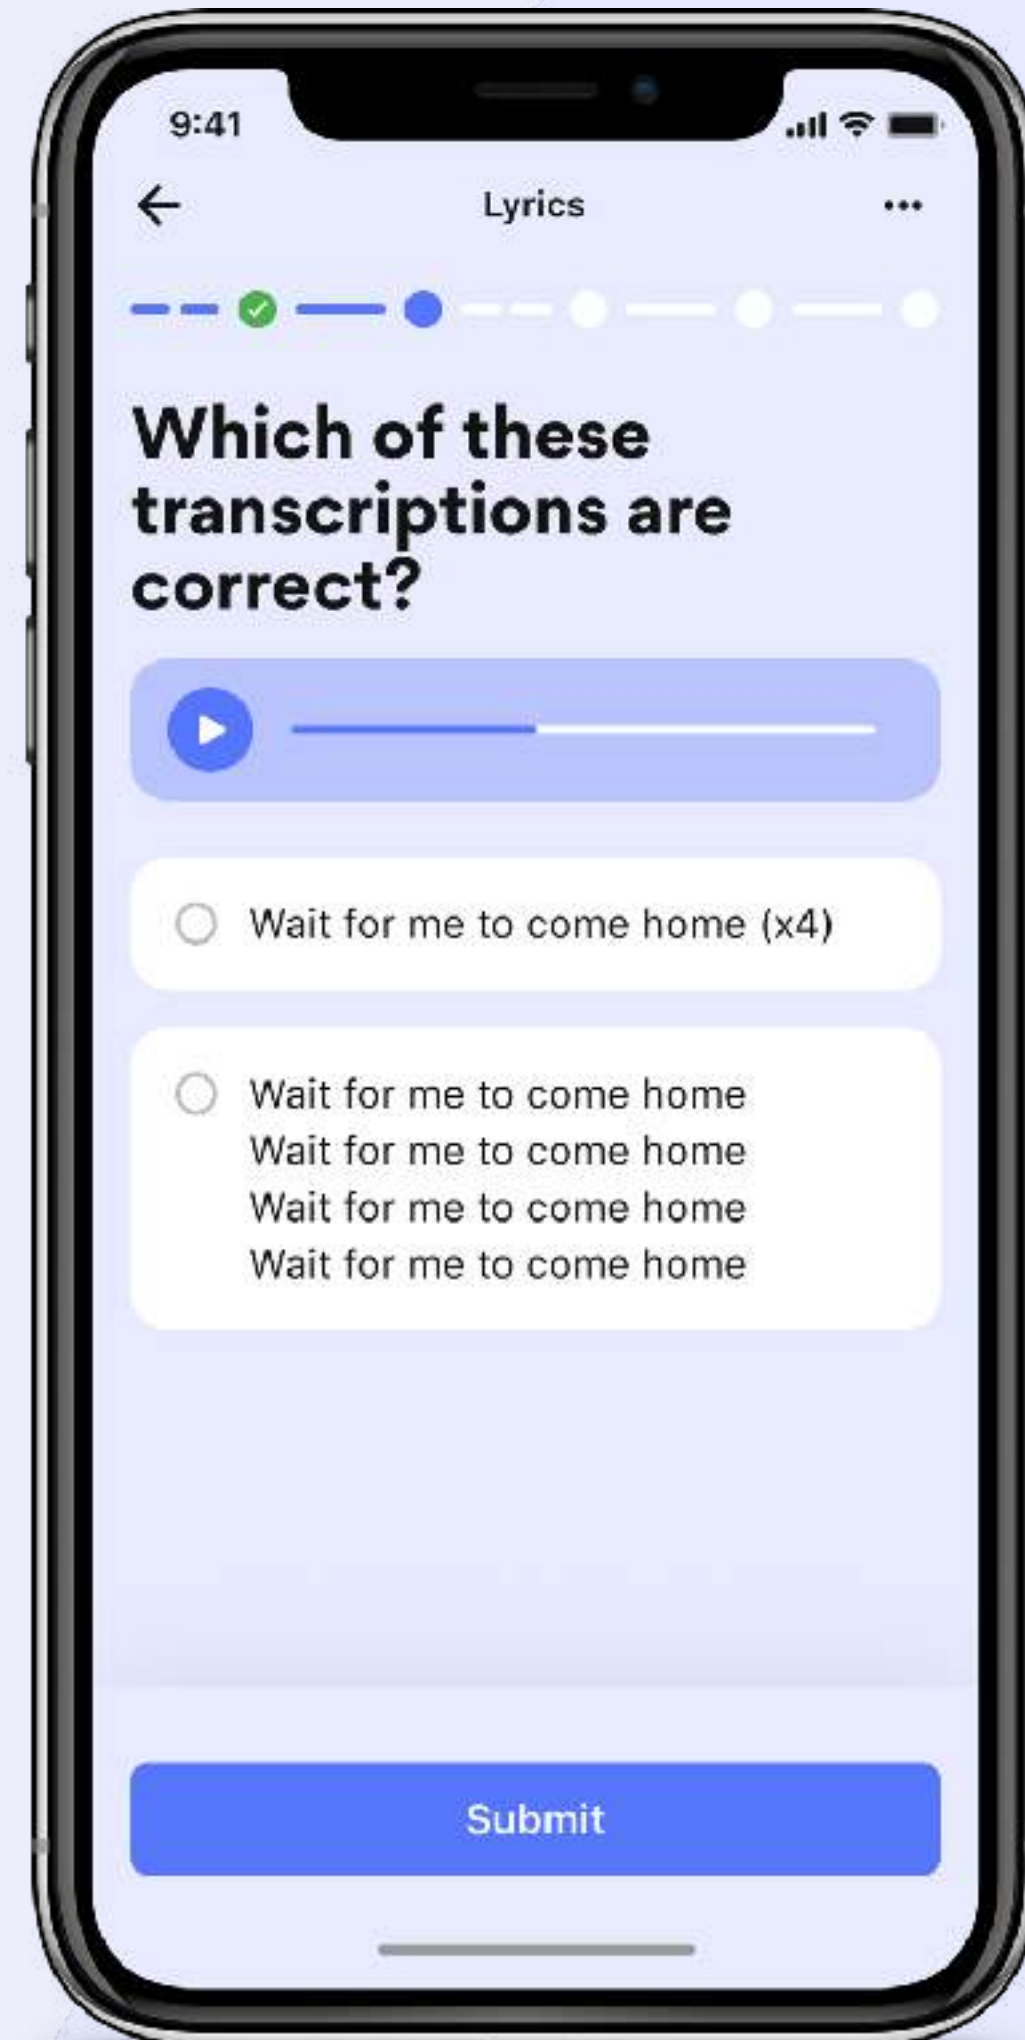 9:41
Lyrics
Which of these
transcriptions are
correct?
Wait for me to come home (x4)
Wait for me to come home
Wait for me to come home
Wait for me to come home
Wait for me to come home
Submit